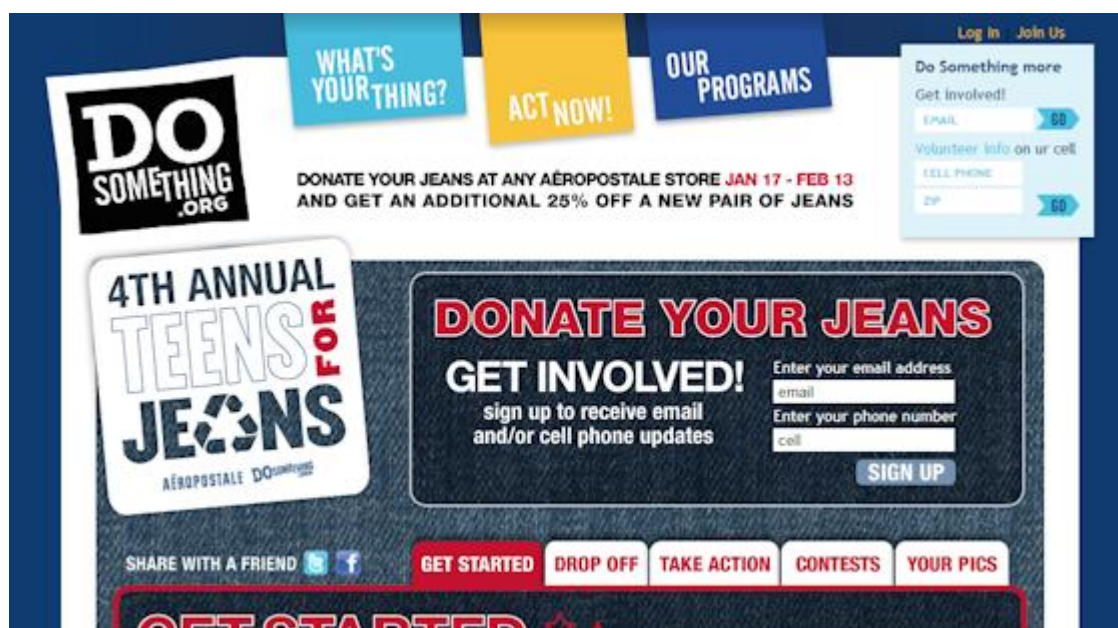 Log In Join Us
WHAT'S
YOUR THING?
ACT NOW!
OUR
PROGRAMS
Do Something more
Get involved!
EMAIL
GO
Volunteer Info on ur cell
CELL PHONE
ZIP
GO
DO
SOMETHING
.ORG
DONATE YOUR JEANS AT ANY AÉROPOSTALE STORE JAN 17 - FEB 13
AND GET AN ADDITIONAL 25% OFF A NEW PAIR OF JEANS
4TH ANNUAL
TEENS FOR
JEANS
AÉROPOSTALE DO SOMETHING
DONATE YOUR JEANS
GET INVOLVED!
sign up to receive email
and/or cell phone updates
Enter your email address
email
Enter your phone number
cell
SIGN UP
SHARE WITH A FRIEND
GET STARTED DROP OFF TAKE ACTION CONTESTS YOUR PICS
GET STARTED